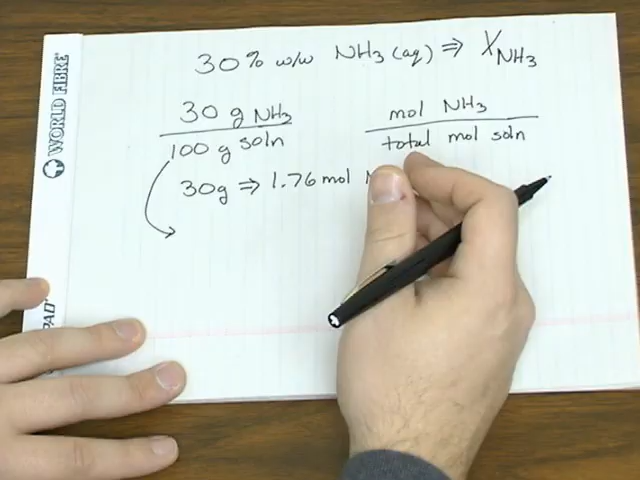 30% w/w NH3 (aq) ⇒ XNH3
30 g NH3
100 g soln
mol NH3
total mol soln
30g ⇒ 1.76 mol
WORLD FIBRE